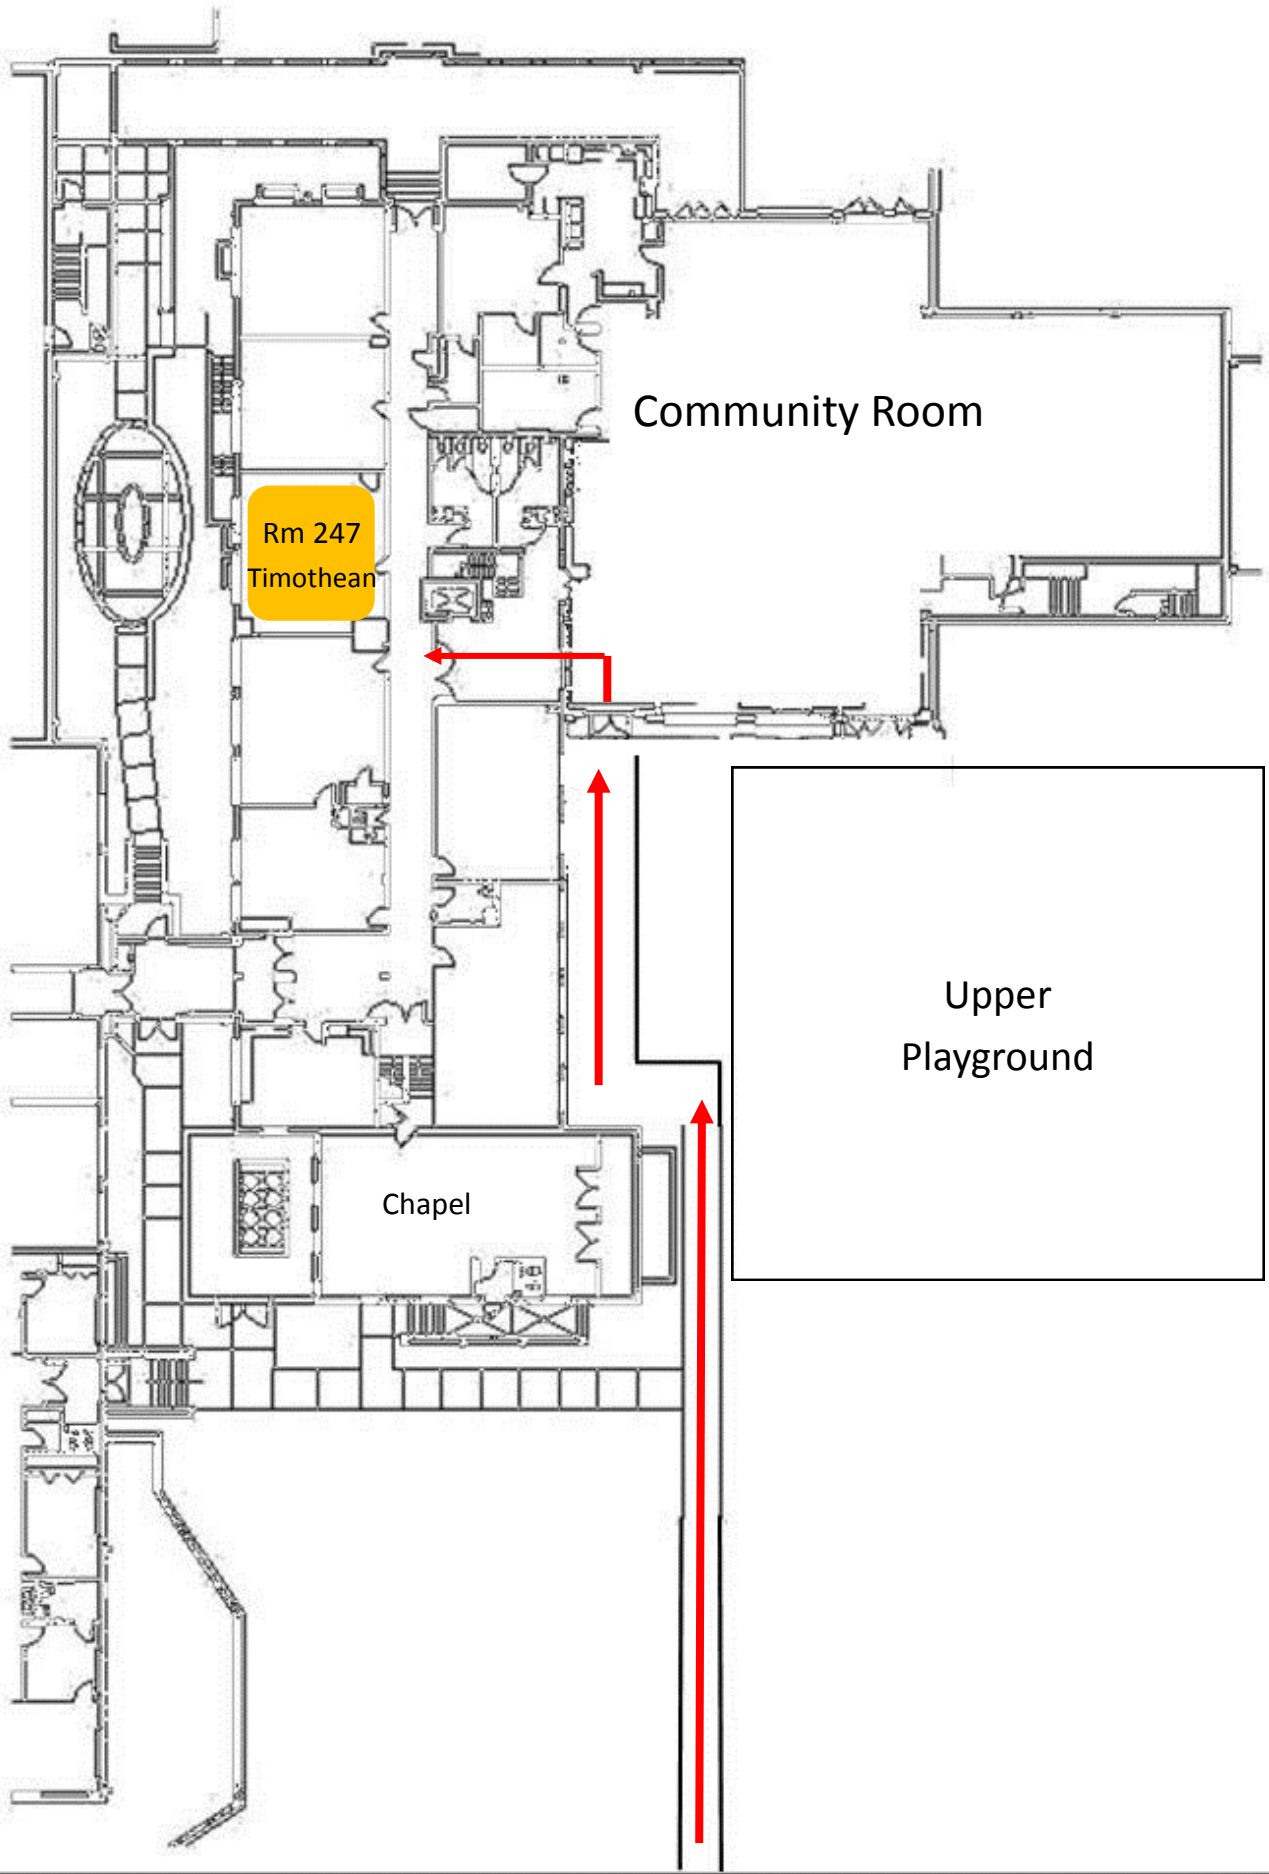 Community Room
Rm 247
Timothean
Upper
Playground
Chapel